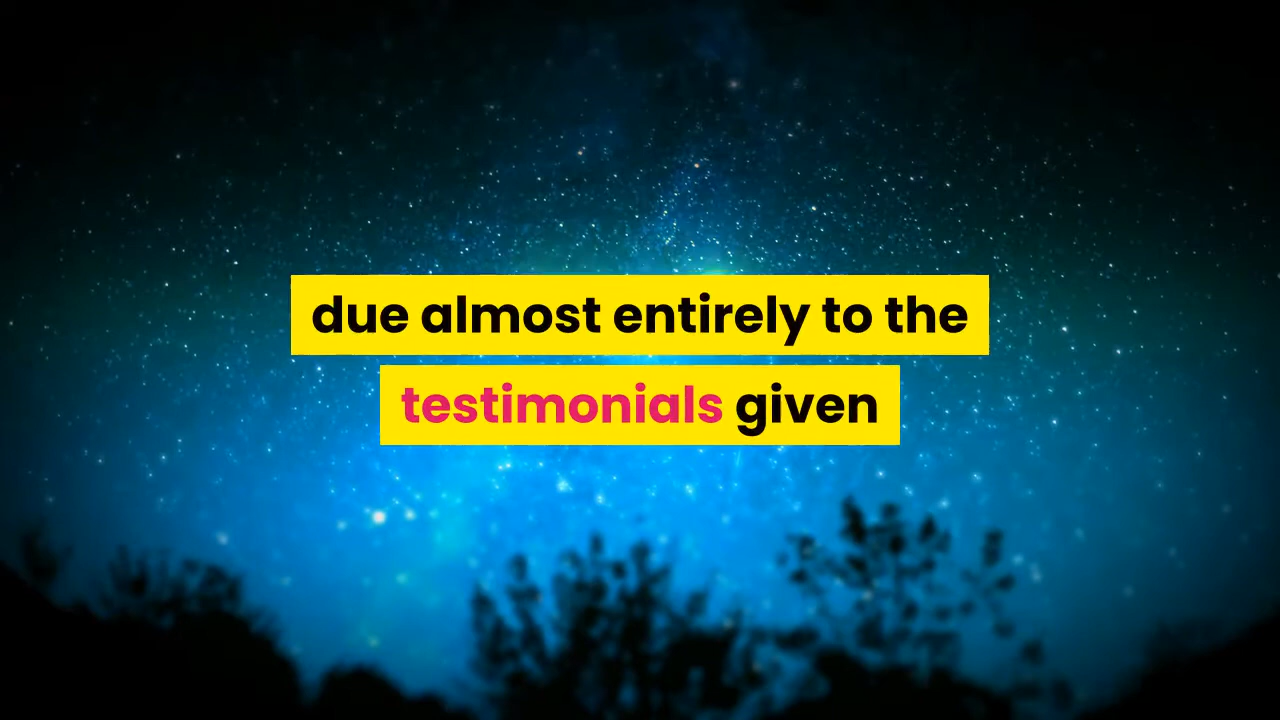 due almost entirely to the
testimonials given